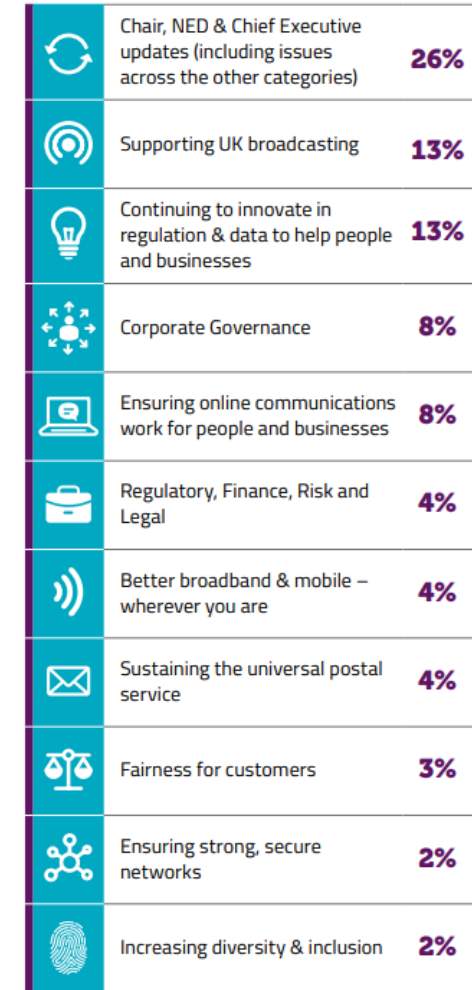 Chair, NED & Chief Executive
updates (including issues
across the other categories)
26%
Supporting UK broadcasting
13%
Continuing to innovate in
regulation & data to help people
and businesses
13%
Corporate Governance
8%
Ensuring online communications
work for people and businesses
8%
Regulatory, Finance, Risk and
Legal
4%
Better broadband & mobile –
wherever you are
4%
Sustaining the universal postal
service
4%
Fairness for customers
3%
Ensuring strong, secure
networks
2%
Increasing diversity & inclusion
2%